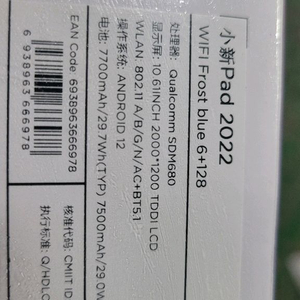 小新Pad 2022
WIFI Frost blue 6+128
处理器: Qualcomm SDM680
显示屏: 10.61INCH 2000*1200 TDDI LCD
WLAN: 802.11 A/B/G/N/AC+BT5.1
操作系统: ANDROID 12
电池: 7700mAh/29.7Wh(TYP) 7500mAh/29.0W
EAN Code 6938963666978
6 938963 666978
核准代码: CMIIT ID
执行标准: Q/HDLC